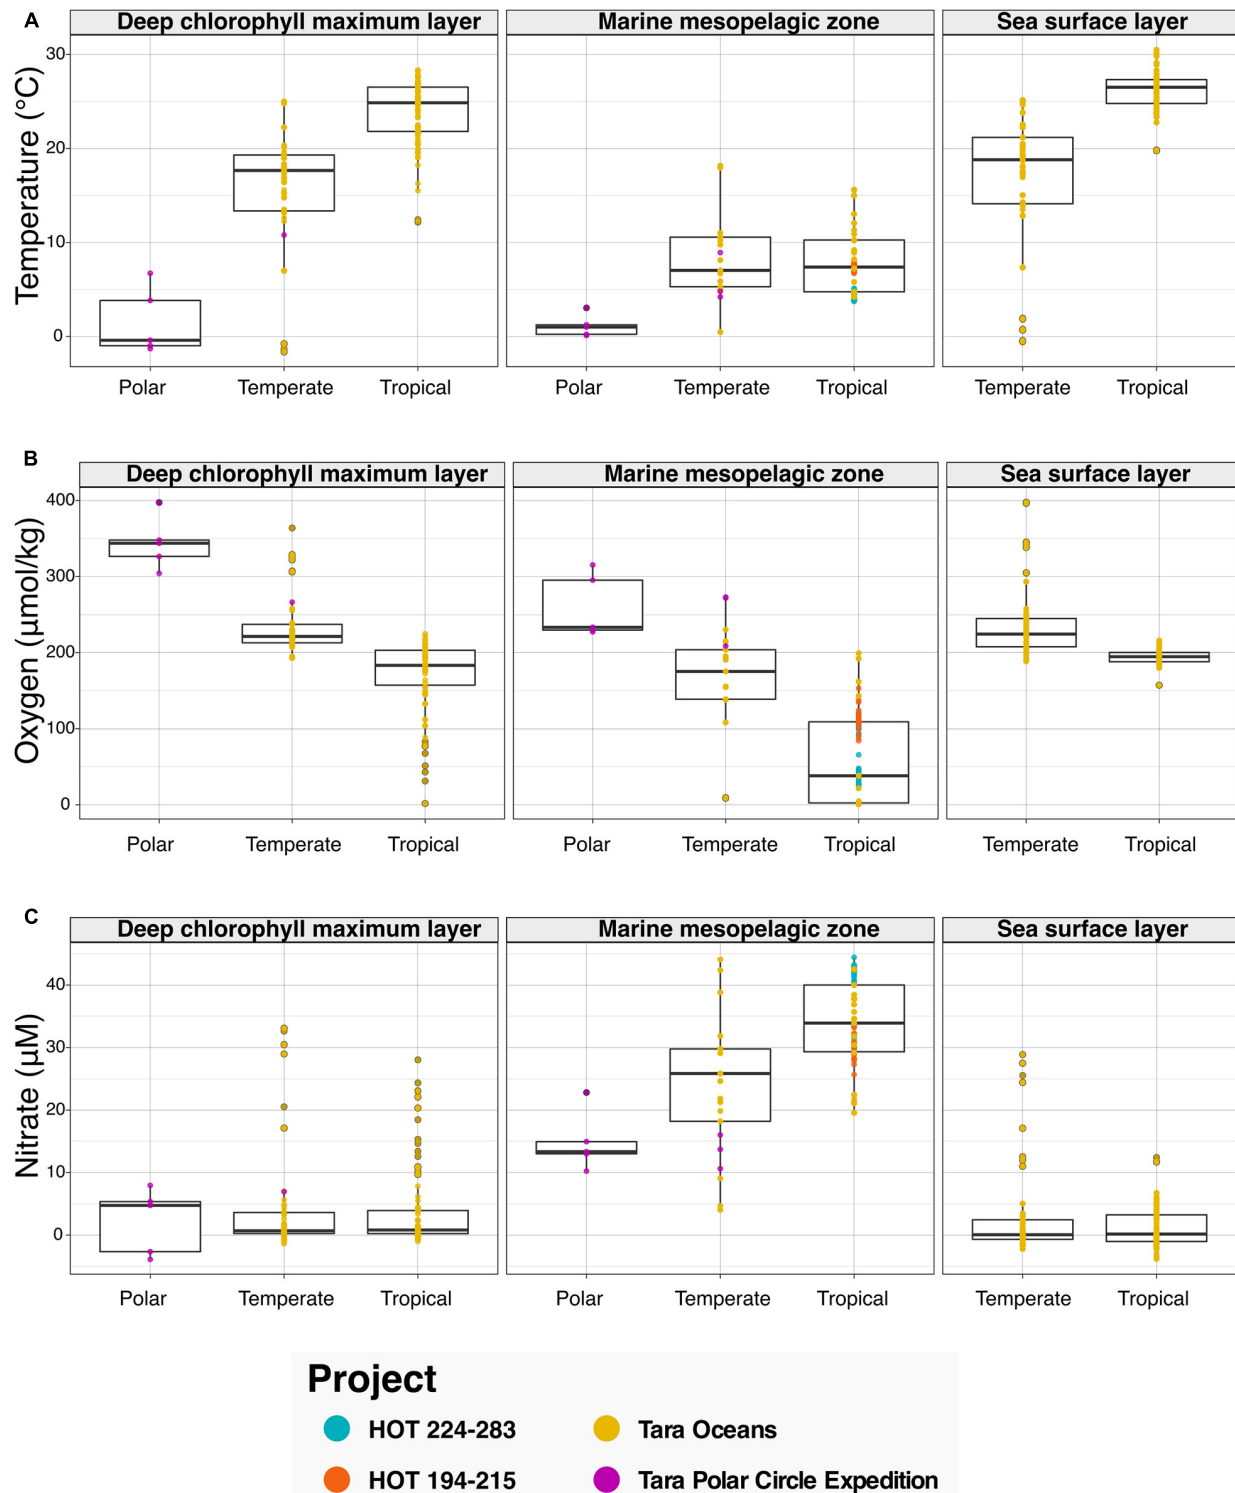 A
Deep chlorophyll maximum layer Marine mesopelagic zone Sea surface layer
Temperature (°C)
30
20
10
0
Polar Temperate Tropical Polar Temperate Tropical Temperate Tropical
B
Deep chlorophyll maximum layer Marine mesopelagic zone Sea surface layer
Oxygen (µmol/kg)
400
300
200
100
0
Polar Temperate Tropical Polar Temperate Tropical Temperate Tropical
C
Deep chlorophyll maximum layer Marine mesopelagic zone Sea surface layer
Nitrate (µM)
40
30
20
10
0
Polar Temperate Tropical Polar Temperate Tropical Temperate Tropical
Project
HOT 224-283 Tara Oceans
HOT 194-215 Tara Polar Circle Expedition